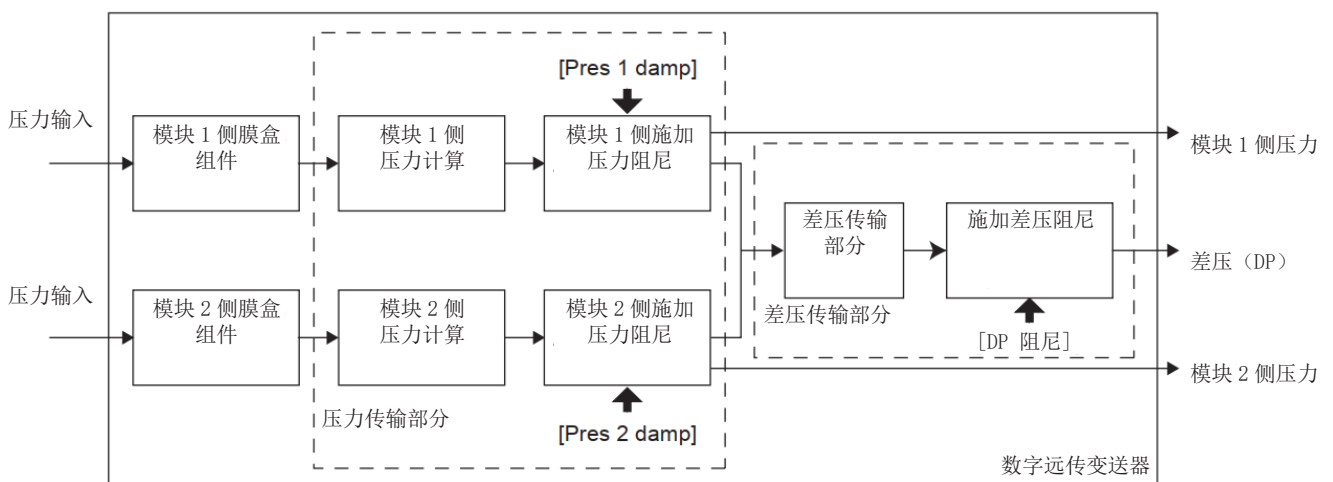 [Pres 1 damp]
压力输入
模块 1 侧膜盒
组件
模块 1 侧
压力计算
模块 1 侧施加
压力阻尼
模块 1 侧压力
差压传输
部分
施加差压阻尼
差压（DP）
差压传输部分
[DP 阻尼]
压力输入
模块 2 侧膜盒
组件
模块 2 侧
压力计算
模块 2 侧施加
压力阻尼
模块 2 侧压力
压力传输部分
[Pres 2 damp]
数字远传变送器